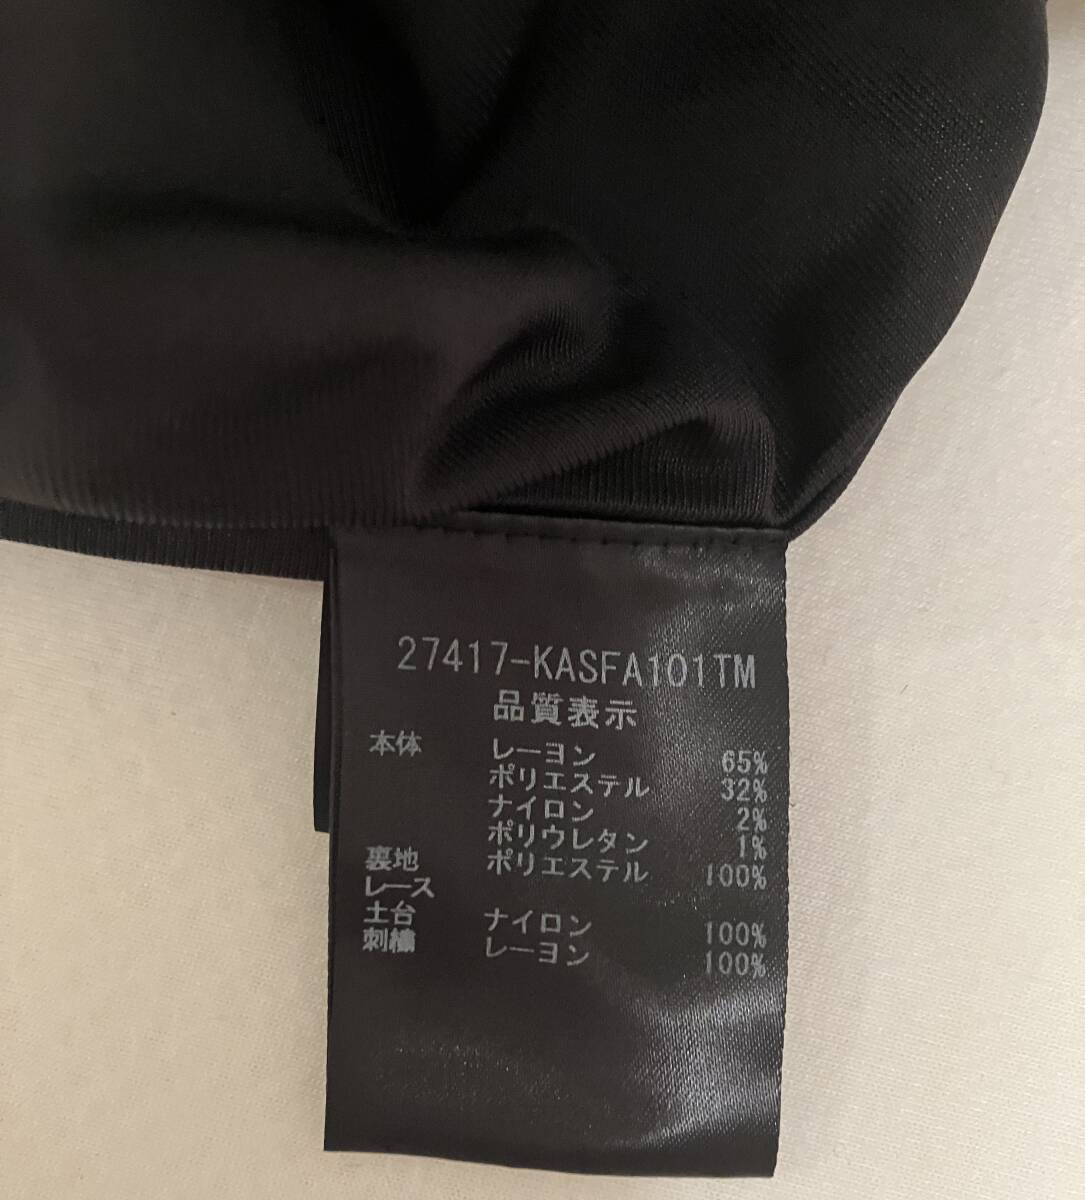 27417-KASFA101TM
品質表示
本体 レーヨン 65%
ポリエステル 32%
ナイロン 2%
ポリウレタン 1%
裏地 ポリエステル 100%
レース
土台 ナイロン 100%
刺繍 レーヨン 100%